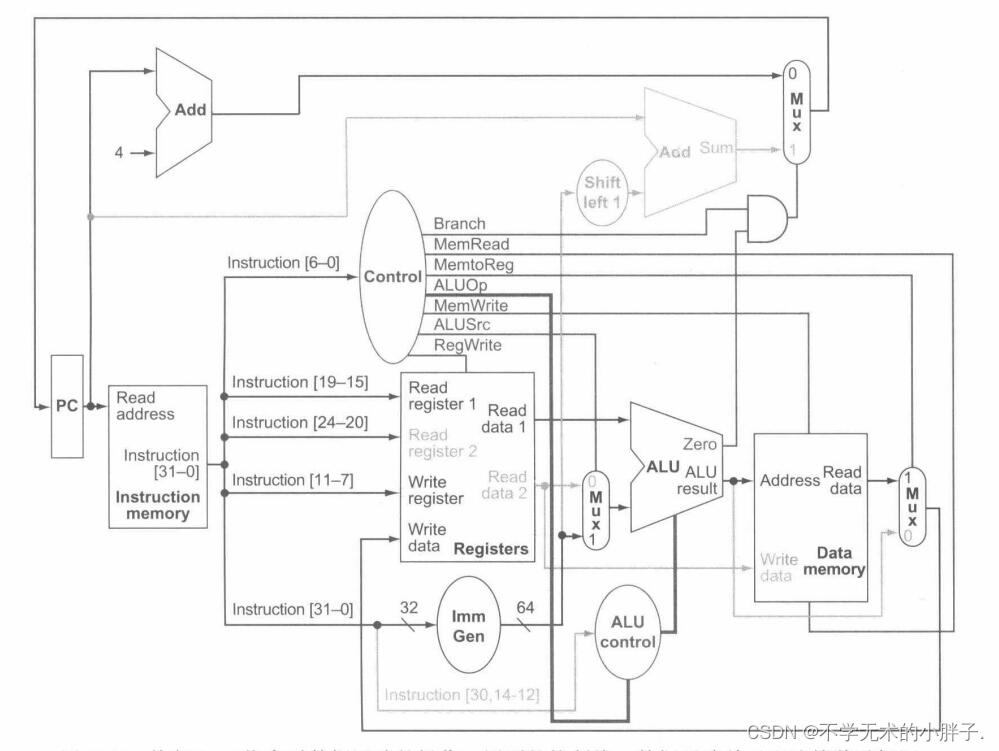 0
Mux
1
Add
4
Add Sum
Shift
left 1
Branch
MemRead
MemtoReg
ALUOp
MemWrite
ALUSrc
RegWrite
Control
Instruction [6–0]
Instruction [19–15]
Instruction [24–20]
Instruction [11–7]
Instruction [31–0]
PC
Read
address
Instruction
[31–0]
Instruction
memory
Read
register 1
Read
register 2
Write
register
Write
data
Read
data 1
Read
data 2
Registers
0
Mux
1
Zero
ALU
ALU
result
Address
Read
data
Write
data
Data
memory
1
Mux
0
32
Imm
Gen
64
ALU
control
Instruction [30,14-12]
CSDN @不学无术的小胖子.